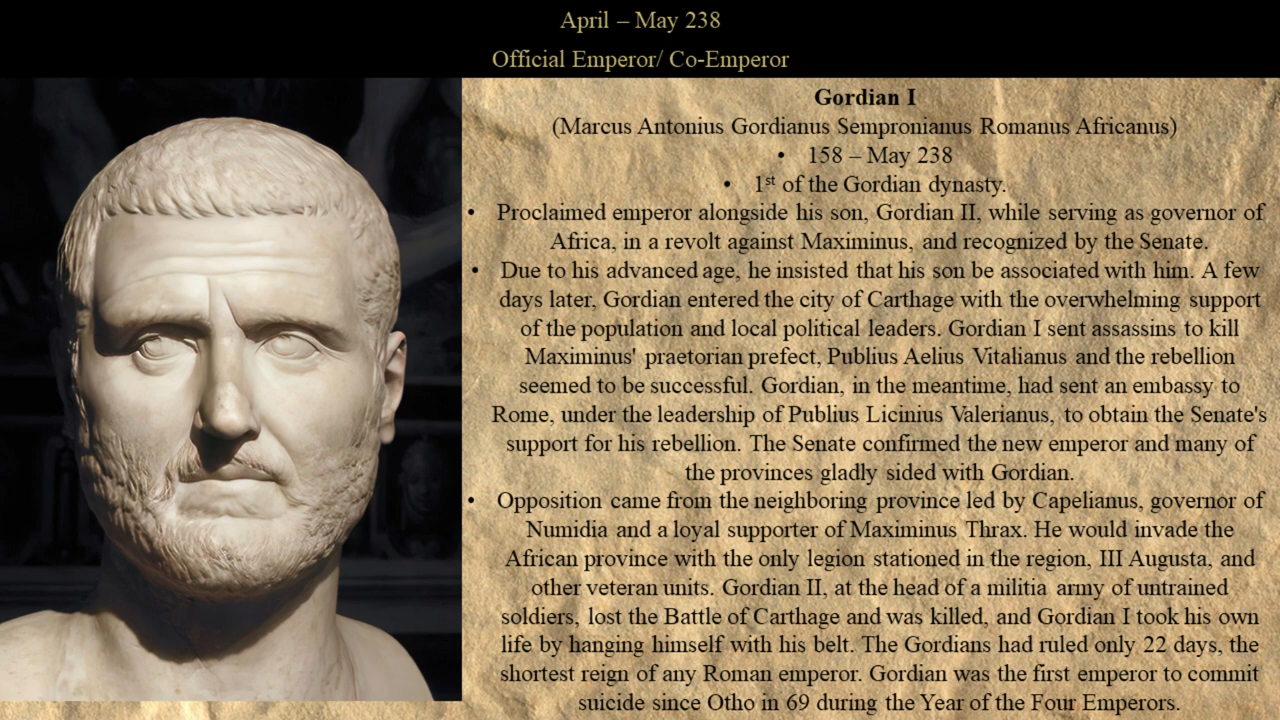 April – May 238
Official Emperor/ Co-Emperor
Gordian I
(Marcus Antonius Gordianus Sempronianus Romanus Africanus)
• 158 – May 238
• 1st of the Gordian dynasty.
• Proclaimed emperor alongside his son, Gordian II, while serving as governor of
Africa, in a revolt against Maximinus, and recognized by the Senate.
• Due to his advanced age, he insisted that his son be associated with him. A few
days later, Gordian entered the city of Carthage with the overwhelming support
of the population and local political leaders. Gordian I sent assassins to kill
Maximinus' praetorian prefect, Publius Aelius Vitalianus and the rebellion
seemed to be successful. Gordian, in the meantime, had sent an embassy to
Rome, under the leadership of Publius Licinius Valerianus, to obtain the Senate's
support for his rebellion. The Senate confirmed the new emperor and many of
the provinces gladly sided with Gordian.
• Opposition came from the neighboring province led by Capelianus, governor of
Numidia and a loyal supporter of Maximinus Thrax. He would invade the
African province with the only legion stationed in the region, III Augusta, and
other veteran units. Gordian II, at the head of a militia army of untrained
soldiers, lost the Battle of Carthage and was killed, and Gordian I took his own
life by hanging himself with his belt. The Gordians had ruled only 22 days, the
shortest reign of any Roman emperor. Gordian was the first emperor to commit
suicide since Otho in 69 during the Year of the Four Emperors.